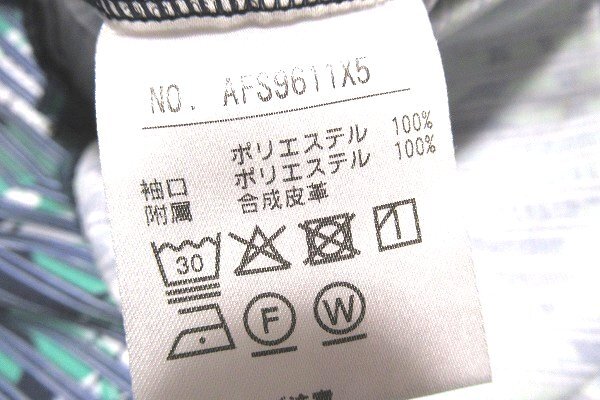 NO. AFS9611X5
ポリエステル 100%
袖口 ポリエステル 100%
附属 合成皮革
30
F W